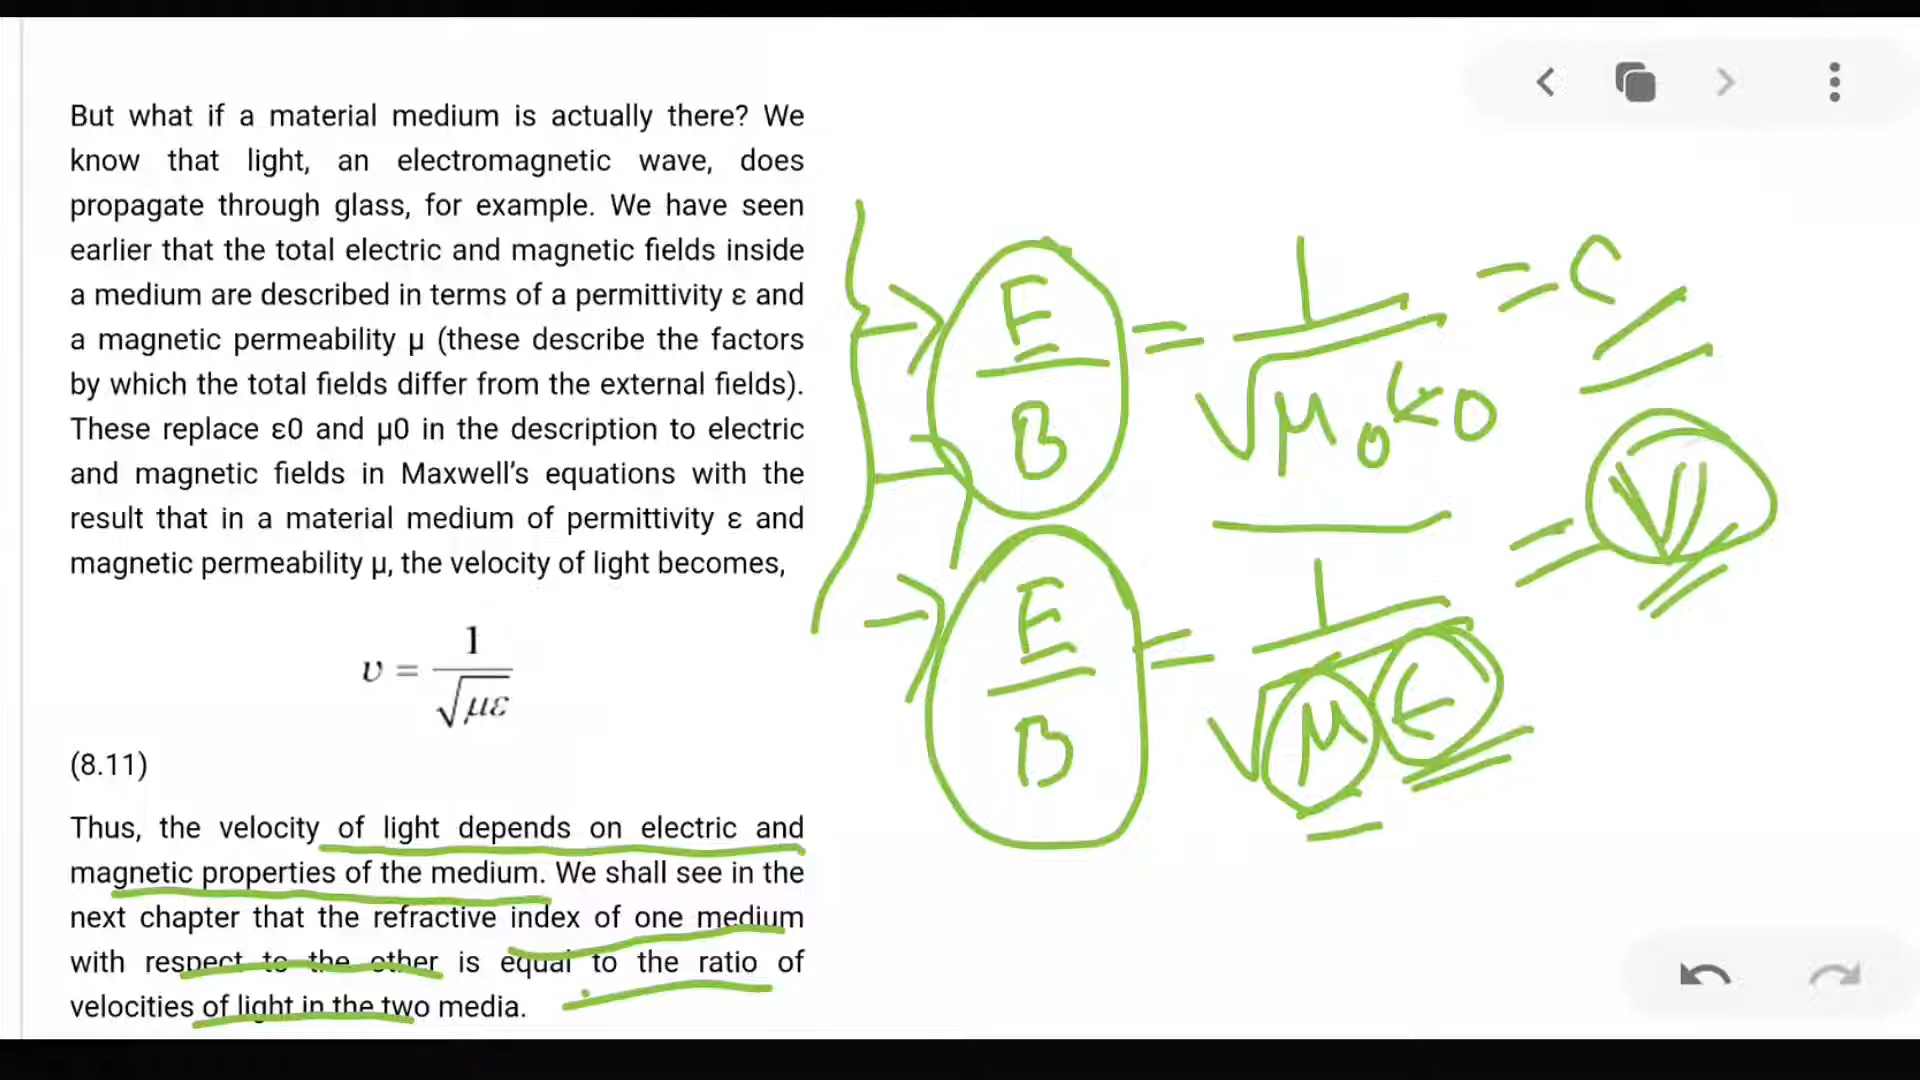 But what if a material medium is actually there? We
know that light, an electromagnetic wave, does
propagate through glass, for example. We have seen
earlier that the total electric and magnetic fields inside
a medium are described in terms of a permittivity ε and
a magnetic permeability μ (these describe the factors
by which the total fields differ from the external fields).
These replace ε0 and μ0 in the description to electric
and magnetic fields in Maxwell’s equations with the
result that in a material medium of permittivity ε and
magnetic permeability μ, the velocity of light becomes,
υ = 1/√με
(8.11)
Thus, the velocity of light depends on electric and
magnetic properties of the medium. We shall see in the
next chapter that the refractive index of one medium
with respect to the other is equal to the ratio of
velocities of light in the two media.
E/B = 1/√μ0ε0 = C
E/B = 1/√με = V